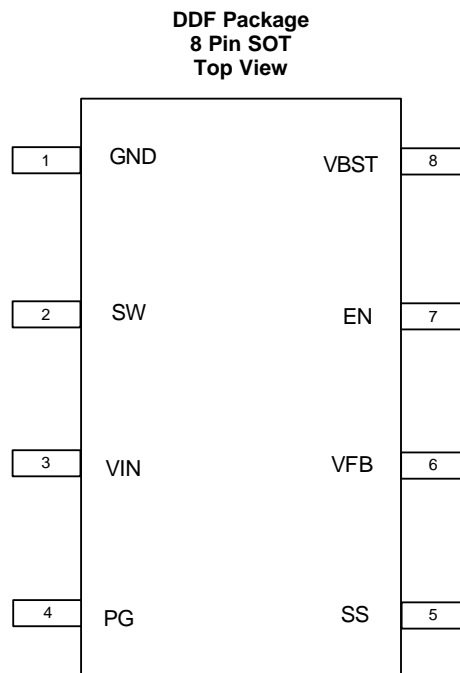 DDF Package
8 Pin SOT
Top View
1 GND VBST 8
2 SW EN 7
3 VIN VFB 6
4 PG SS 5